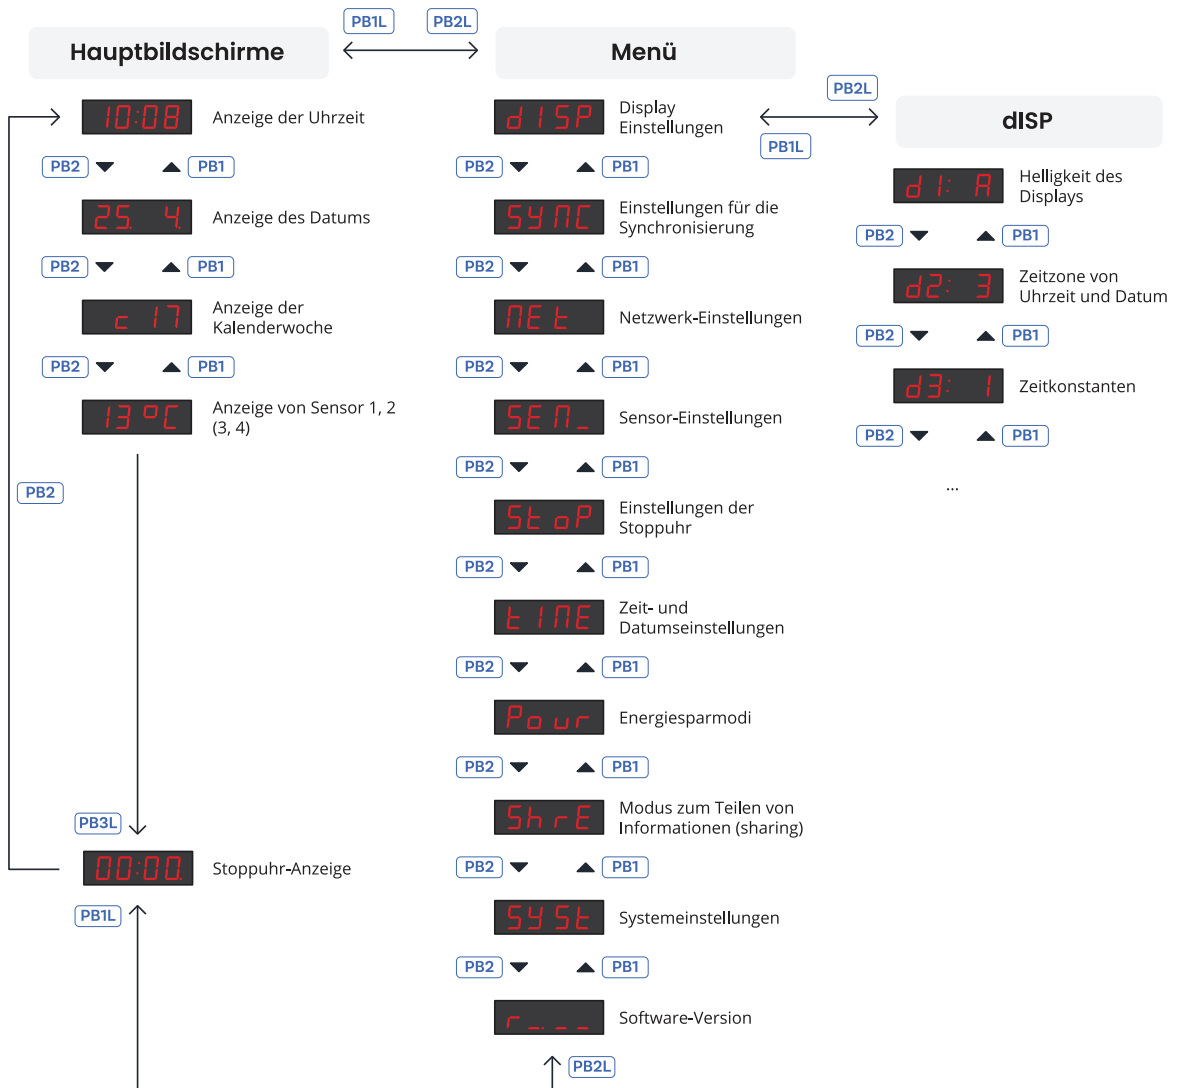 PB1L
PB2L
Hauptbildschirme
Menü
10:08
Anzeige der Uhrzeit
PB2
PB1
25. 4.
Anzeige des Datums
PB2
PB1
c 17
Anzeige der
Kalenderwoche
PB2
PB1
13 °C
Anzeige von Sensor 1, 2
(3, 4)
PB2
PB3L
00:00.
Stoppuhr-Anzeige
PB1L
dISP
Display
Einstellungen
PB2
PB1
SYNC
Einstellungen für die
Synchronisierung
PB2
PB1
NEt
Netzwerk-Einstellungen
PB2
PB1
SEN_
Sensor-Einstellungen
PB2
PB1
StoP
Einstellungen der
Stoppuhr
PB2
PB1
tIME
Zeit- und
Datumseinstellungen
PB2
PB1
Pour
Energiesparmodi
PB2
PB1
ShrE
Modus zum Teilen von
Informationen (sharing)
PB2
PB1
SYSt
Systemeinstellungen
PB2
PB1
r_._ _
Software-Version
PB2L
PB2L
PB1L
dISP
d1: A
Helligkeit des
Displays
PB2
PB1
d2: 3
Zeitzone von
Uhrzeit und Datum
PB2
PB1
d3: 1
Zeitkonstanten
PB2
PB1
...